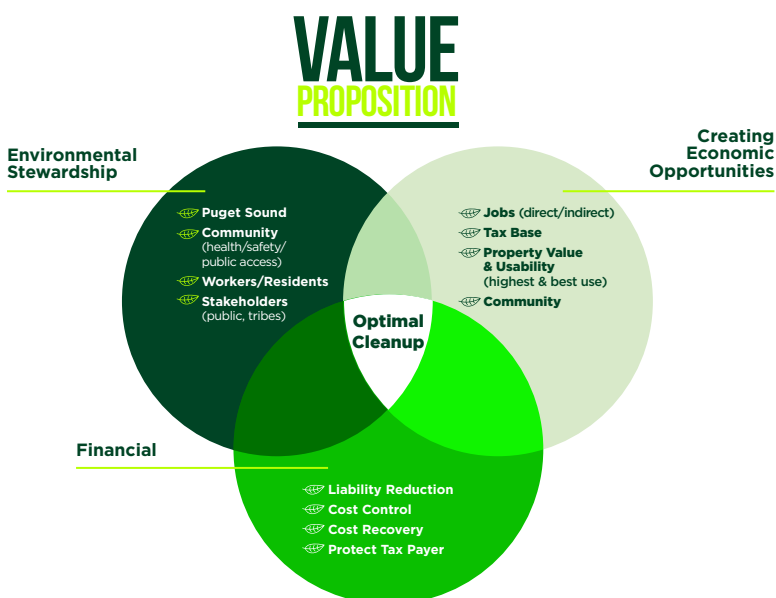 VALUE
PROPOSITION
Environmental
Stewardship
Puget Sound
Community
(health/safety/
public access)
Workers/Residents
Stakeholders
(public, tribes)
Creating
Economic
Opportunities
Jobs (direct/indirect)
Tax Base
Property Value
& Usability
(highest & best use)
Community
Optimal
Cleanup
Financial
Liability Reduction
Cost Control
Cost Recovery
Protect Tax Payer